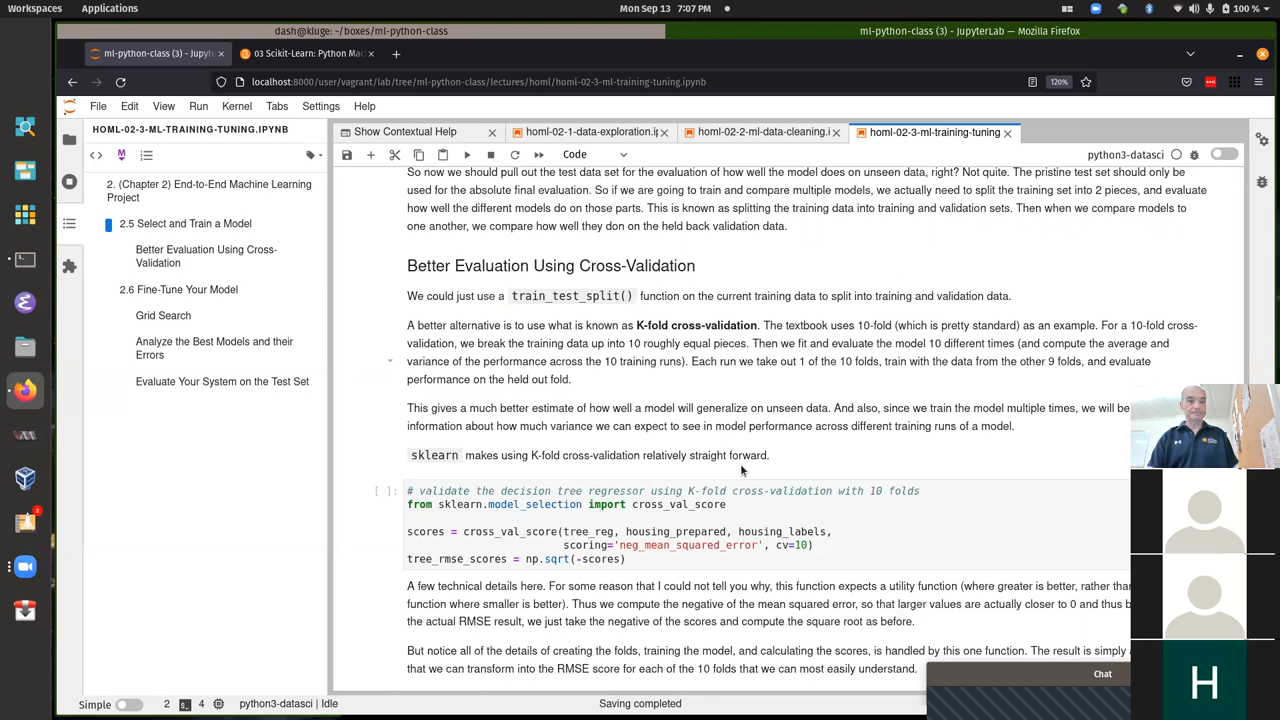 Workspaces Applications Mon Sep 13 7:07 PM 100 %
dash@kluge: ~/boxes/ml-python-class ml-python-class (3) - JupyterLab — Mozilla Firefox
ml-python-class (3) - Jupyte 03 Scikit-Learn: Python Mac
localhost:8000/user/vagrant/lab/tree/ml-python-class/lectures/homl/homl-02-3-ml-training-tuning.ipynb 120%
File Edit View Run Kernel Tabs Settings Help
HOML-02-3-ML-TRAINING-TUNING.IPYNB
Show Contextual Help homl-02-1-data-exploration.ip homl-02-2-ml-data-cleaning.i homl-02-3-ml-training-tuning
Code python3-datasci
2. (Chapter 2) End-to-End Machine Learning
Project
2.5 Select and Train a Model
Better Evaluation Using Cross-
Validation
2.6 Fine-Tune Your Model
Grid Search
Analyze the Best Models and their
Errors
Evaluate Your System on the Test Set
So now we should pull out the test data set for the evaluation of how well the model does on unseen data, right? Not quite. The pristine test set should only be
used for the absolute final evaluation. So if we are going to train and compare multiple models, we actually need to split the training set into 2 pieces, and evaluate
how well the different models do on those parts. This is known as splitting the training data into training and validation sets. Then when we compare models to
one another, we compare how well they don on the held back validation data.
Better Evaluation Using Cross-Validation
We could just use a train_test_split() function on the current training data to split into training and validation data.
A better alternative is to use what is known as K-fold cross-validation. The textbook uses 10-fold (which is pretty standard) as an example. For a 10-fold cross-
validation, we break the training data up into 10 roughly equal pieces. Then we fit and evaluate the model 10 different times (and compute the average and
variance of the performance across the 10 training runs). Each run we take out 1 of the 10 folds, train with the data from the other 9 folds, and evaluate
performance on the held out fold.
This gives a much better estimate of how well a model will generalize on unseen data. And also, since we train the model multiple times, we will be
information about how much variance we can expect to see in model performance across different training runs of a model.
sklearn makes using K-fold cross-validation relatively straight forward.
[ ]: # validate the decision tree regressor using K-fold cross-validation with 10 folds
from sklearn.model_selection import cross_val_score
scores = cross_val_score(tree_reg, housing_prepared, housing_labels,
scoring='neg_mean_squared_error', cv=10)
tree_rmse_scores = np.sqrt(-scores)
A few technical details here. For some reason that I could not tell you why, this function expects a utility function (where greater is better, rather than
function where smaller is better). Thus we compute the negative of the mean squared error, so that larger values are actually closer to 0 and thus b
the actual RMSE result, we just take the negative of the scores and compute the square root as before.
But notice all of the details of creating the folds, training the model, and calculating the scores, is handled by this one function. The result is simply
that we can transform into the RMSE score for each of the 10 folds that we can most easily understand.
H
Chat
Simple 2 4 python3-datasci | Idle Saving completed